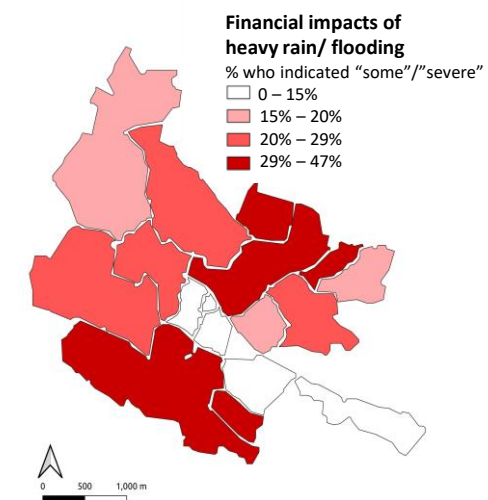 Financial impacts of
heavy rain/ flooding
% who indicated “some”/”severe”
0 – 15%
15% – 20%
20% – 29%
29% – 47%
0 500 1,000 m